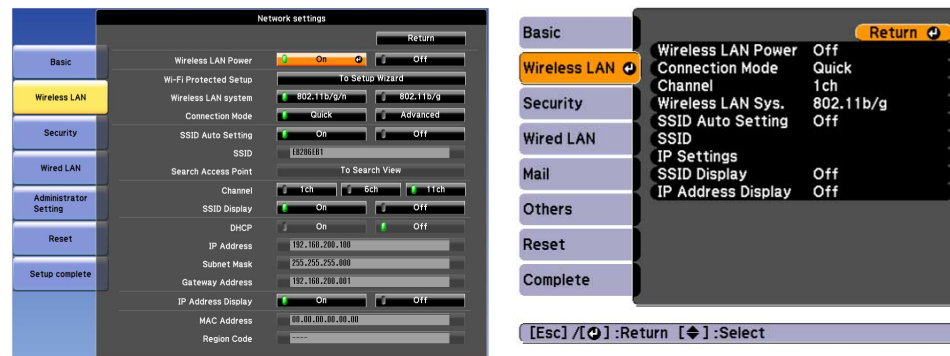 Network settings
Return
Basic
Wireless LAN
Security
Wired LAN
Administrator
Setting
Reset
Setup complete
Wireless LAN Power On Off
Wi-Fi Protected Setup To Setup Wizard
Wireless LAN system 802.11b/g/n 802.11b/g
Connection Mode Quick Advanced
SSID Auto Setting On Off
SSID EB286EB1
Search Access Point To Search View
Channel 1ch 6ch 11ch
SSID Display On Off
DHCP On Off
IP Address 192.168.200.100
Subnet Mask 255.255.255.000
Gateway Address 192.168.200.001
IP Address Display On Off
MAC Address 00.00.00.00.00.00
Region Code ----
Basic
Wireless LAN
Security
Wired LAN
Mail
Others
Reset
Complete
Return
Wireless LAN Power Off
Connection Mode Quick
Channel 1ch
Wireless LAN Sys. 802.11b/g
SSID Auto Setting Off
SSID
IP Settings
SSID Display Off
IP Address Display Off
[Esc] /[⏎] :Return [◆] :Select